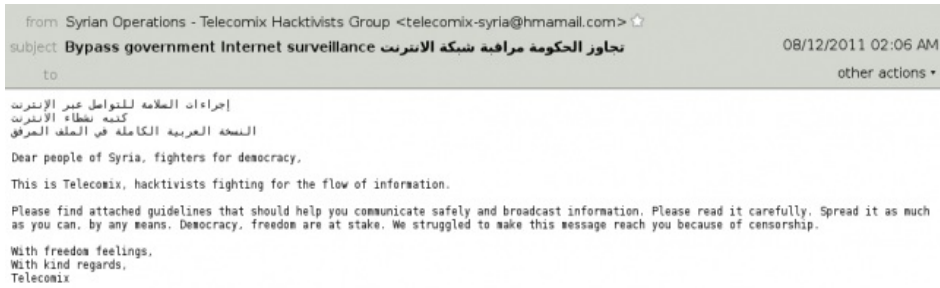 from Syrian Operations - Telecomix Hacktivists Group <telecomix-syria@hmamail.com>
subject Bypass government Internet surveillance تجاوز الحكومة مراقبة شبكة الانترنت 08/12/2011 02:06 AM
to other actions
إجراءات السلامة للتواصل عبر الإنترنت
كتبه نشطاء الانترنت
النسخة العربية الكاملة في الملف المرفق
Dear people of Syria, fighters for democracy,
This is Telecomix, hacktivists fighting for the flow of information.
Please find attached guidelines that should help you communicate safely and broadcast information. Please read it carefully. Spread it as much
as you can, by any means. Democracy, freedom are at stake. We struggled to make this message reach you because of censorship.
With freedom feelings,
With kind regards,
Telecomix